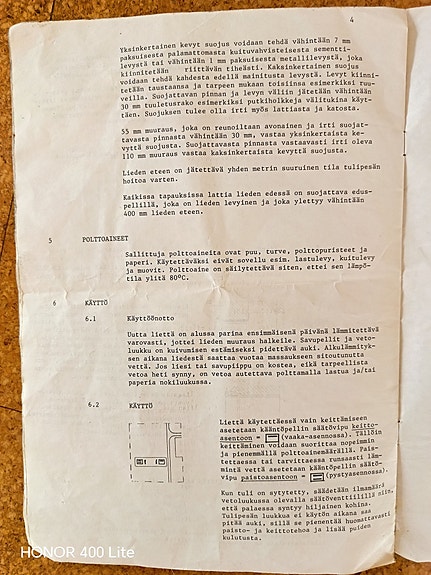 4
Yksinkertainen kevyt suojus voidaan tehdä vähintään 7 mm
paksuisesta palamattomasta kuituvahvisteisesta sementti-
levystä tai vähintään 1 mm paksuisesta metallilevystä, joka
kiinnitetään riittävän tiheästi. Kaksinkertainen suojus
voidaan tehdä kahdesta edellä mainitusta levystä. Levyt kiinni-
tetään taustaansa ja tarpeen mukaan toisiinsa esimerkiksi ruu-
veilla. Suojattavan pinnan ja levyn väliin jätetään vähintään
30 mm tuuletusrako esimerkiksi putkiholkkeja välitukina käyt-
täen. Suojuksen tulee olla irti myös lattiasta ja katosta.
55 mm muuraus, joka on reunoiltaan avonainen ja irti suojat-
tavasta pinnasta vähintään 30 mm, vastaa yksinkertaista ke-
vyttä suojusta. Suojattavasta pinnasta vastaavasti irti oleva
110 mm muuraus vastaa kaksinkertaista kevyttä suojusta.
Lieden eteen on jätettävä yhden metrin suuruinen tila tulipesän
hoitoa varten.
Kaikissa tapauksissa lattia lieden edessä on suojattava edus-
pellillä, joka on lieden levyinen ja joka ylettyy vähintään
400 mm lieden eteen.
5 POLTTOAINEET
Sallittuja polttoaineita ovat puu, turve, polttopuristeet ja
paperi. Käytettäväksi eivät sovellu esim. lastulevy, kuitulevy
ja muovit. Polttoaine on säilytettävä siten, ettei sen lämpö-
tila ylitä 80°C.
6 KÄYTTÖ
6.1 Käyttöönotto
Uutta liettä on alussa parina ensimmäisenä päivänä lämmitettävä
varovasti, jottei lieden muuraus halkeile. Savupellit ja veto-
luukku on kuivumisen estämiseksi pidettävä auki. Alkulämmityk-
sen aikana liedestä saattaa vuotaa massaukseen sitoutunutta
vettä. Jos liesi tai savupiippu on kostea, eikä tarpeellista
vetoa heti synny, on vetoa autettava polttamalla lastua ja/tai
paperia nokiluukussa.
6.2 KÄYTTÖ
Liettä käytettäessä vain keittämiseen
asetetaan kääntöpellin säätövipu keitto-
asentoon = (vaaka-asennossa). Tällöin
keittäminen voidaan suorittaa nopeimmin
ja pienemmällä polttoainemäärällä. Pais-
tettaessa tai tarvittaessa runsaasti läm-
mintä vettä asetetaan kääntöpellin säätö-
vipu paistoasentoon = (pystyasennossa).
Kun tuli on sytytetty, säädetään ilmamäärä
vetoluukussa olevalla säätöventtiilillä niin,
että palaessa syntyy hiljainen kohina.
Tulipesän luukkua ei käytön aikana saa
pitää auki, sillä se pienentää huomattavasti
paisto- ja keittotehoa ja lisää puiden
kulutusta.
HONOR 400 Lite